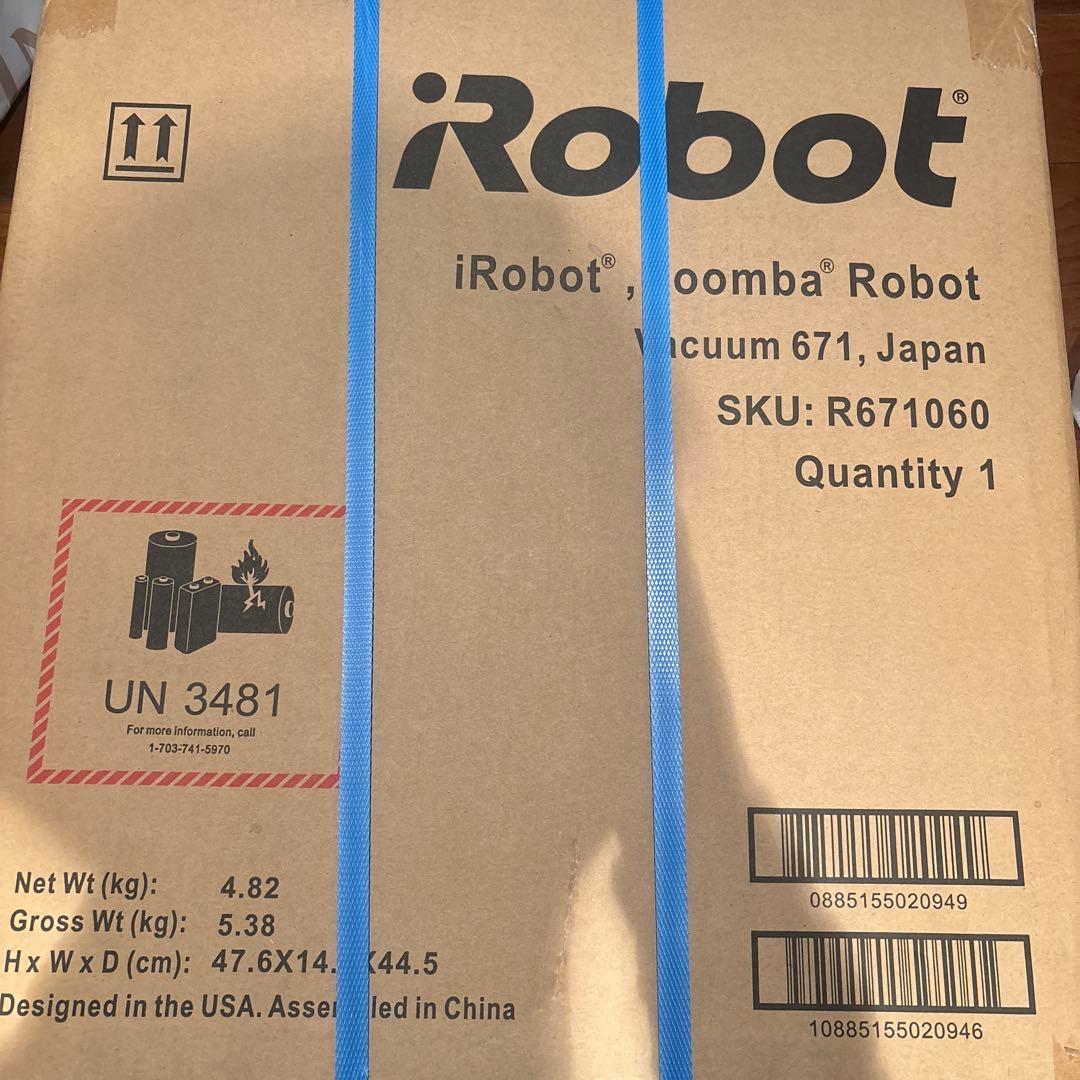 iRobot®
iRobot®, oomba® Robot
acuum 671, Japan
SKU: R671060
Quantity 1
UN 3481
For more information, call
1-703-741-5970
Net Wt (kg): 4.82
Gross Wt (kg): 5.38
H x W x D (cm): 47.6X14. X44.5
Designed in the USA. Asse led in China
0885155020949
10885155020946